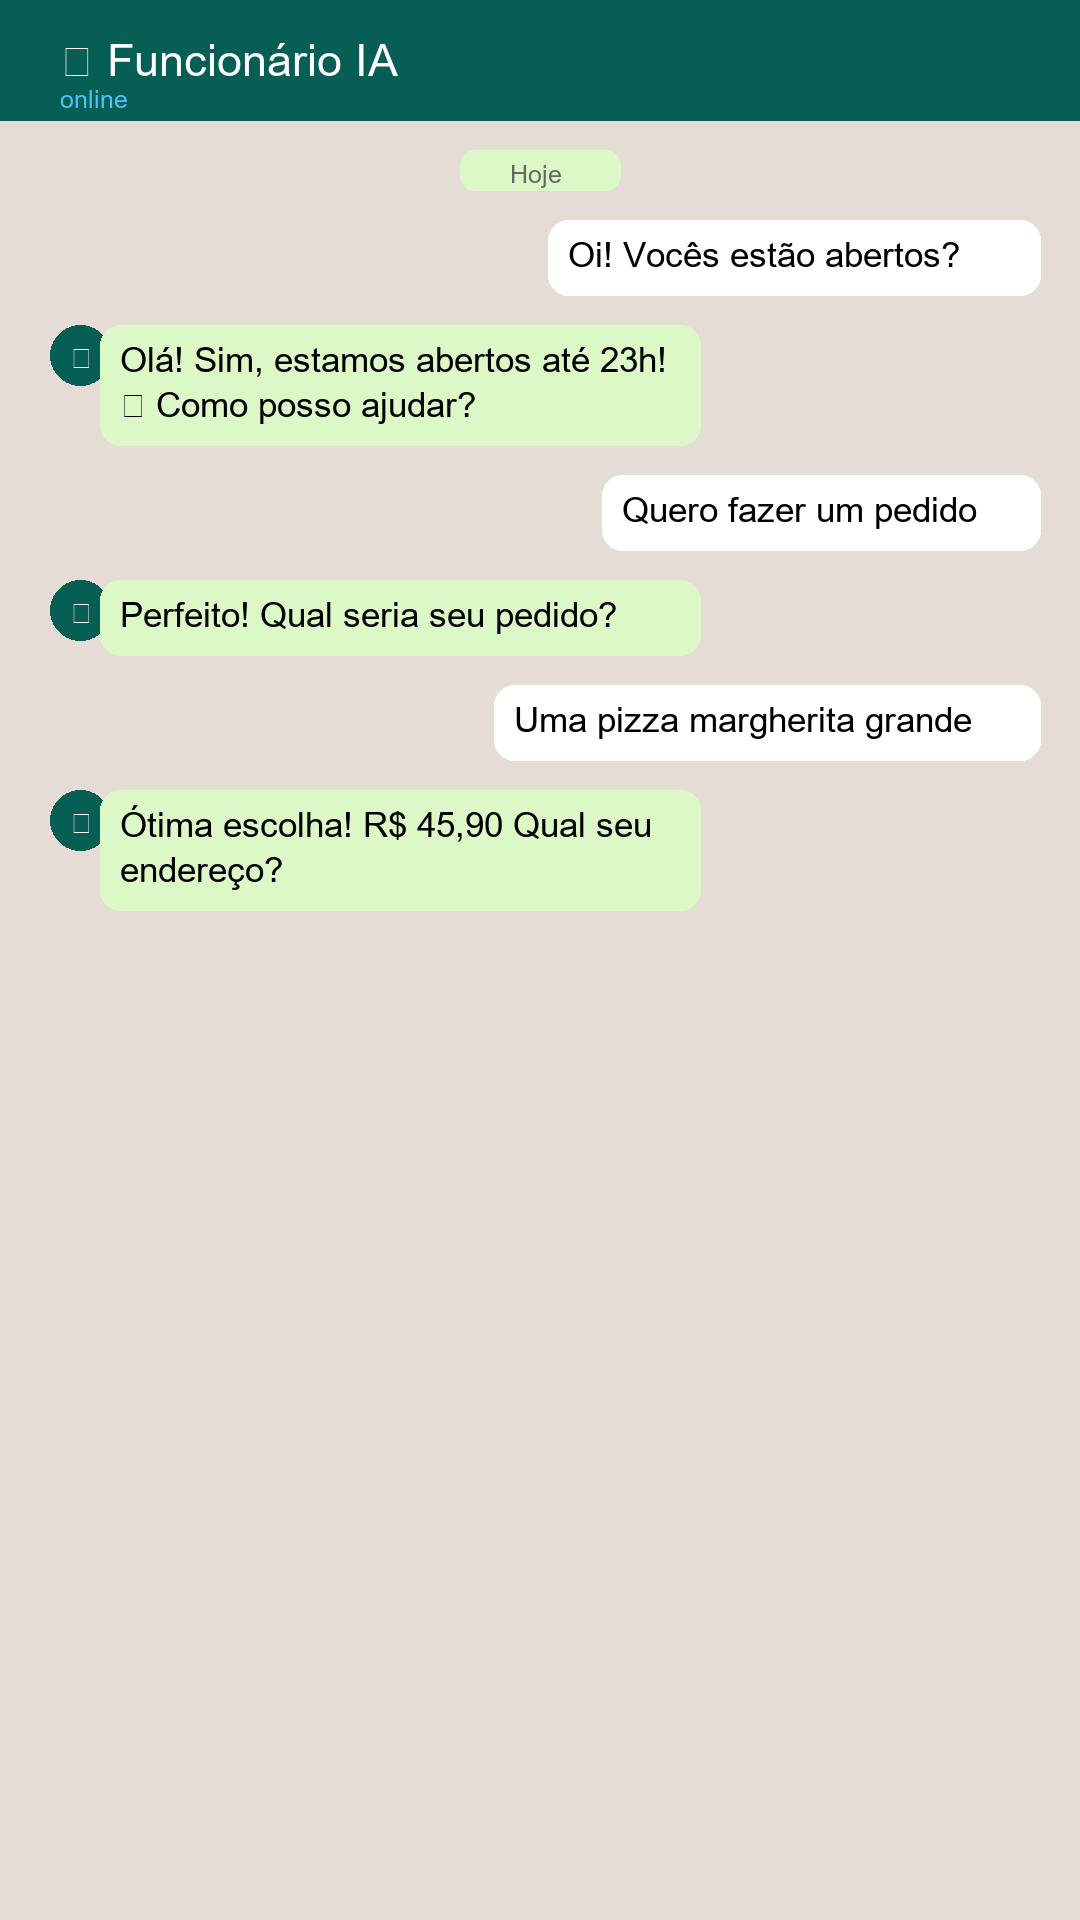 Funcionário IA
online
Hoje
Oi! Vocês estão abertos?
Olá! Sim, estamos abertos até 23h!
Como posso ajudar?
Quero fazer um pedido
Perfeito! Qual seria seu pedido?
Uma pizza margherita grande
Ótima escolha! R$ 45,90 Qual seu
endereço?